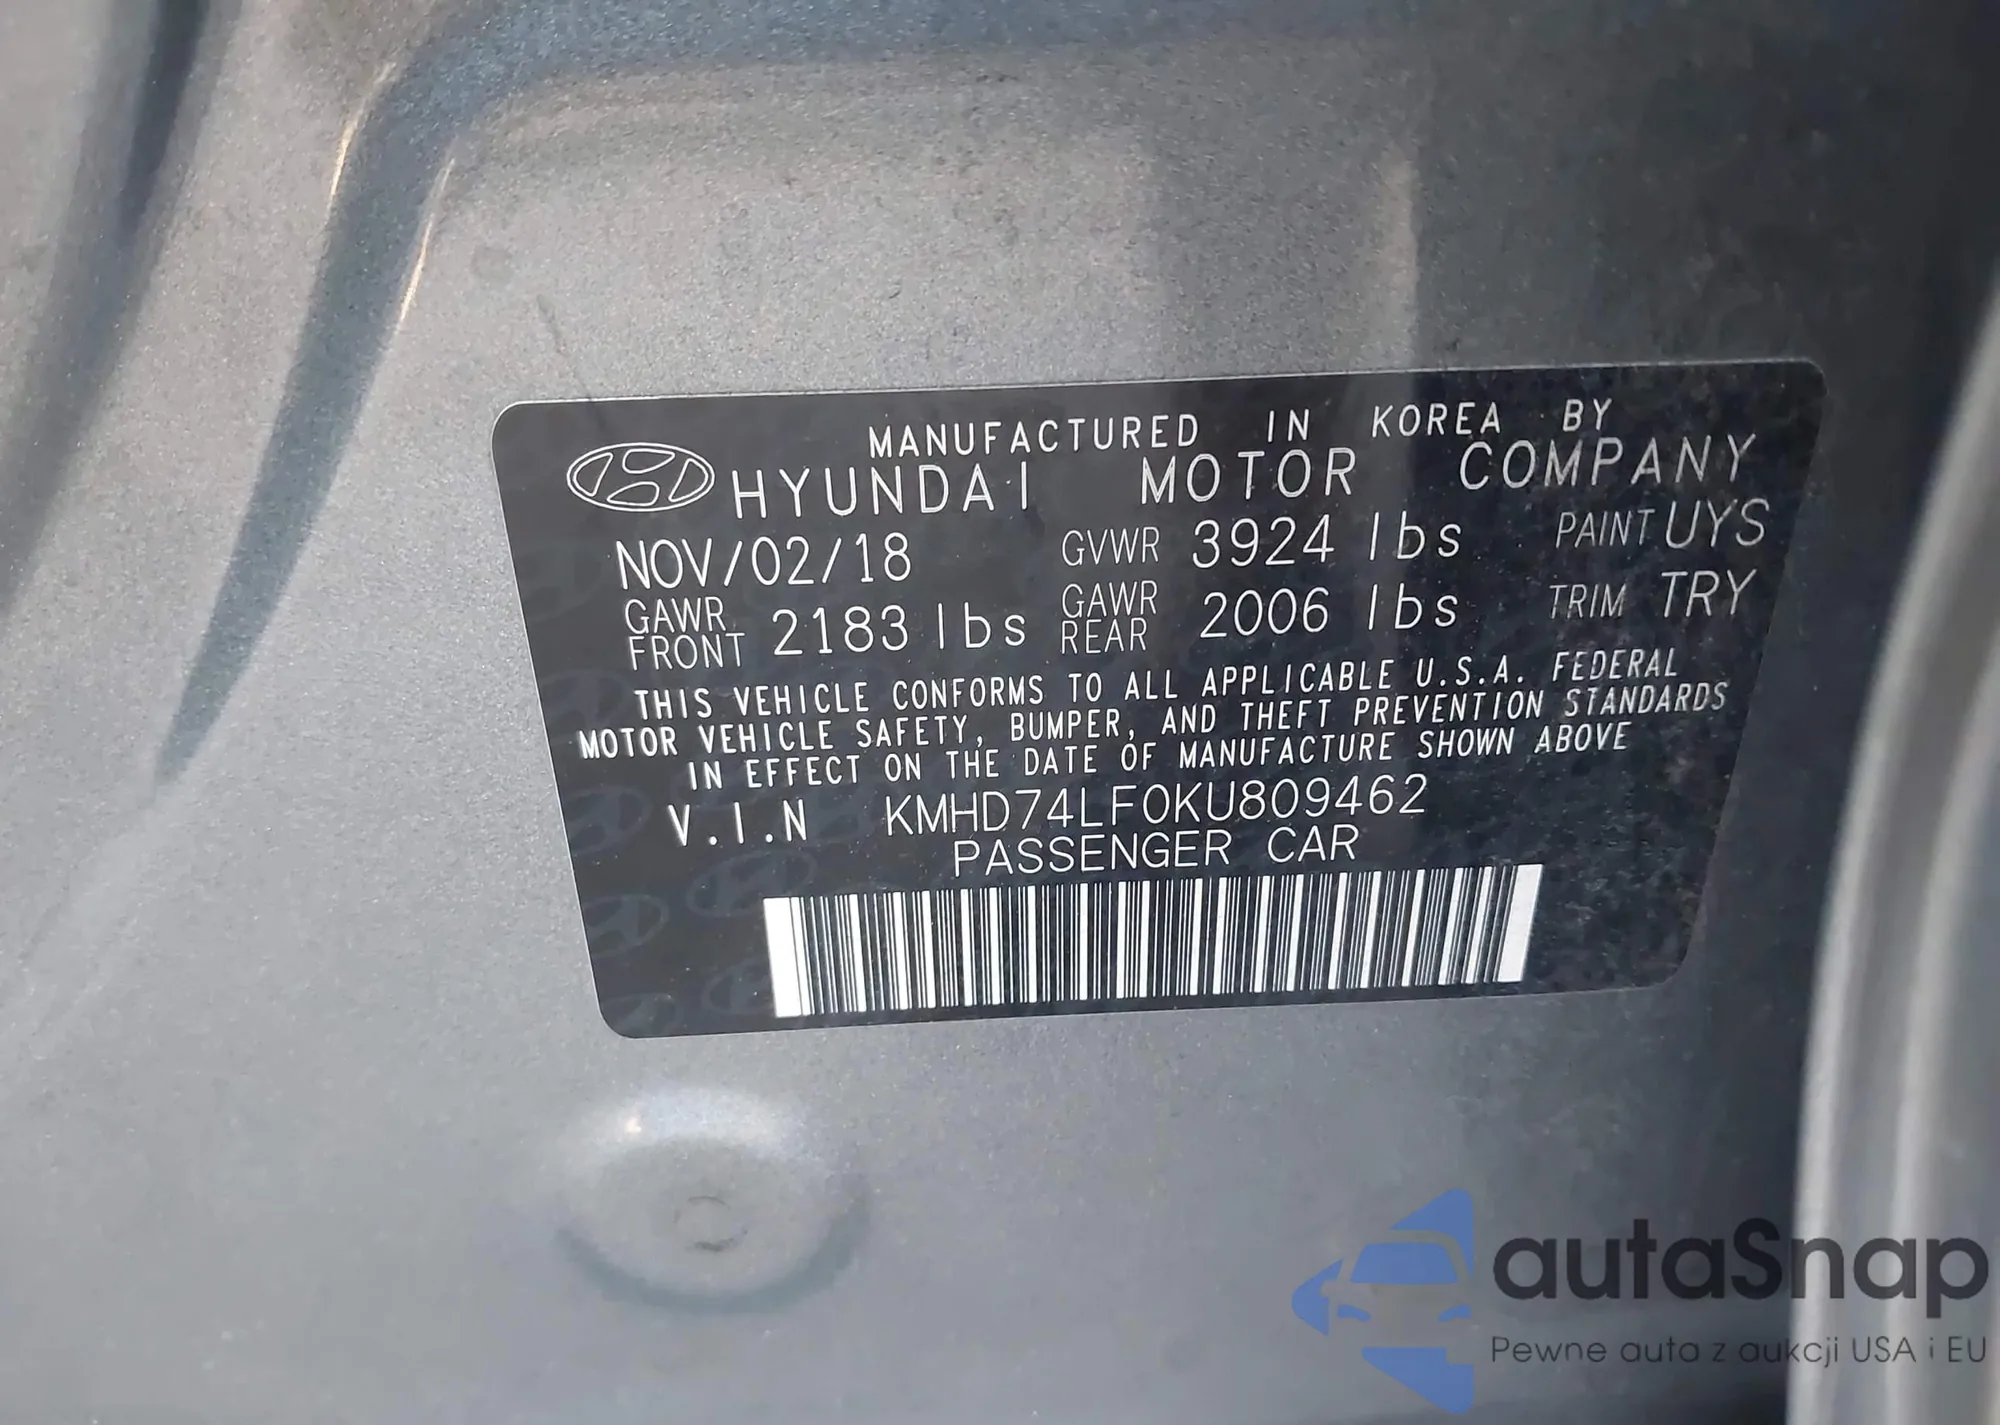 MANUFACTURED IN KOREA BY
HYUNDAI MOTOR COMPANY
NOV/02/18 GVWR 3924 lbs PAINT UYS
GAWR FRONT 2183 lbs GAWR REAR 2006 lbs TRIM TRY
THIS VEHICLE CONFORMS TO ALL APPLICABLE U.S.A. FEDERAL
MOTOR VEHICLE SAFETY, BUMPER, AND THEFT PREVENTION STANDARDS
IN EFFECT ON THE DATE OF MANUFACTURE SHOWN ABOVE
V.I.N KMHD74LF0KU809462
PASSENGER CAR
autaSnap
Pewne auta z aukcji USA i EU